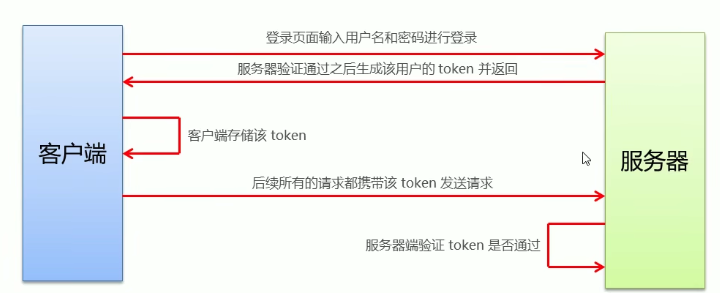 登录页面输入用户名和密码进行登录
服务器验证通过之后生成该用户的 token 并返回
客户端存储该 token
客户端
服务器
后续所有的请求都携带该 token 发送请求
服务器端验证 token 是否通过